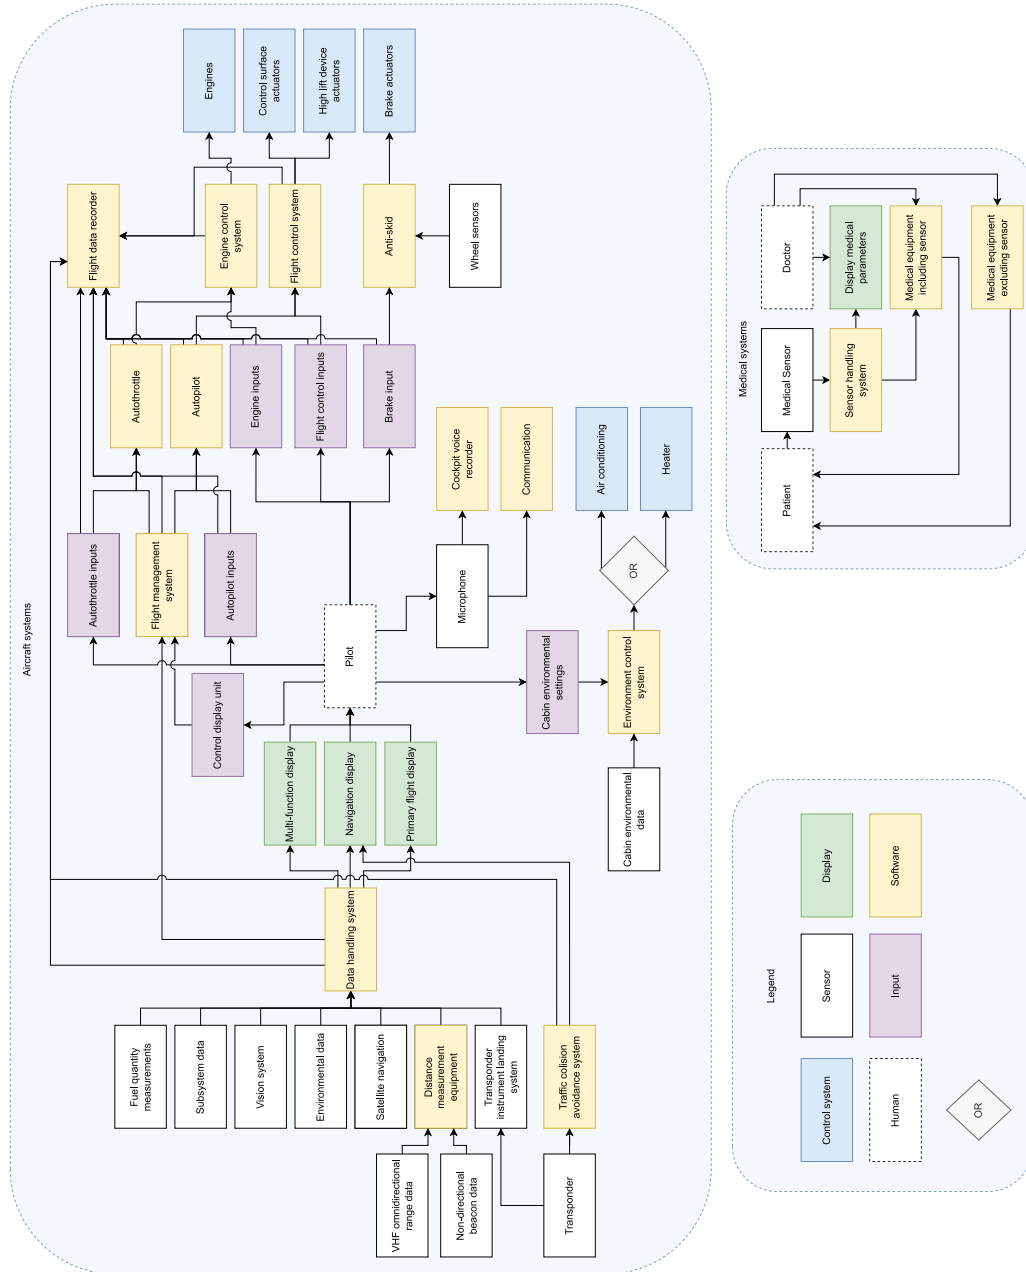 Aircraft systems
Fuel quantity
measurements
Subsystem data
Vision system
Environmental data
Satellite navigation
Distance
measurement
equipment
Transponder
instrument landing
system
Traffic colision
avoidance system
VHF omnidirectional
range data
Non-directional
beacon data
Transponder
Data handling system
Multi-function display
Navigation display
Primary flight display
Control display unit
Pilot
Autothrottle inputs
Flight management
system
Autopilot inputs
Autothrottle
Autopilot
Engine inputs
Flight control inputs
Brake input
Flight data recorder
Engine control
system
Flight control system
Anti-skid
Wheel sensors
Engines
Control surface
actuators
High lift device
actuators
Brake actuators
Microphone
Cockpit voice
recorder
Communication
Cabin environmental
settings
Cabin environmental
data
Environment control
system
OR
Air conditioning
Heater
Legend
Control system
Sensor
Display
Human
Input
Software
OR
Medical systems
Patient
Medical Sensor
Doctor
Sensor handling
system
Display medical
parameters
Medical equipment
including sensor
Medical equipment
excluding sensor